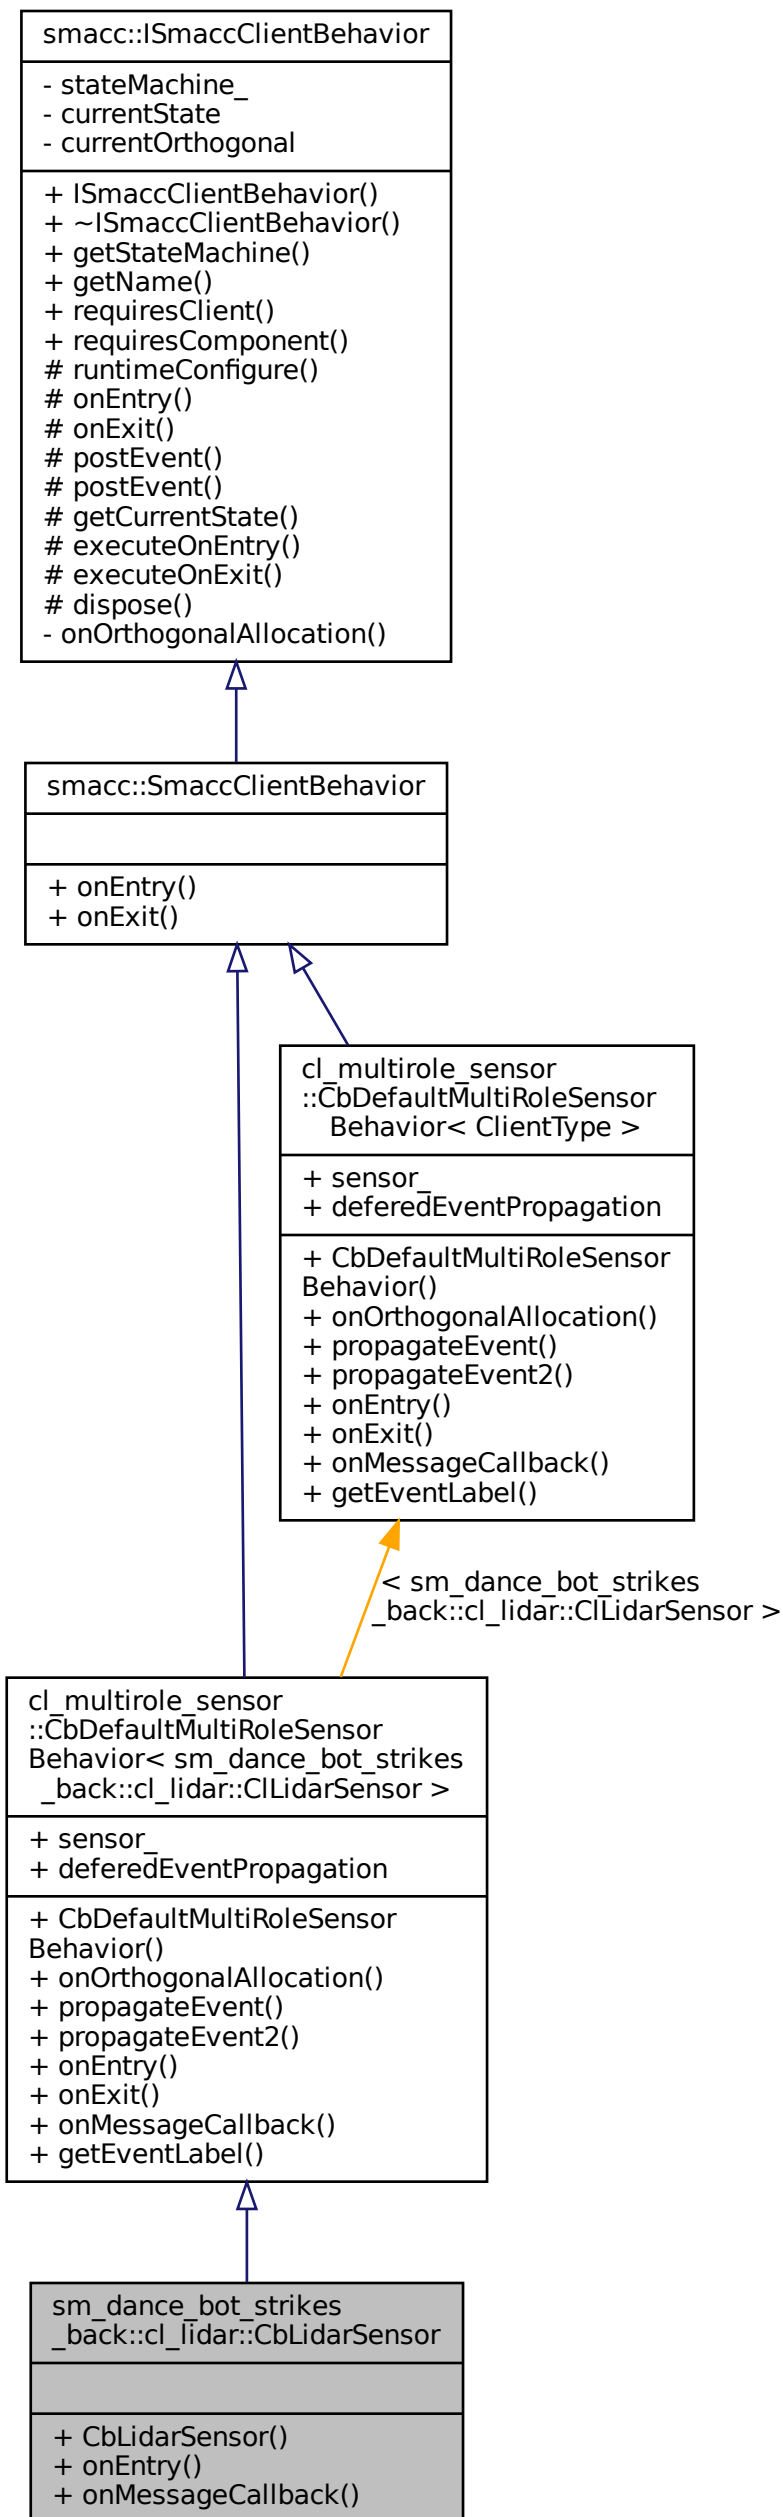 smacc::ISmaccClientBehavior
- stateMachine_
- currentState
- currentOrthogonal
+ ISmaccClientBehavior()
+ ~ISmaccClientBehavior()
+ getStateMachine()
+ getName()
+ requiresClient()
+ requiresComponent()
# runtimeConfigure()
# onEntry()
# onExit()
# postEvent()
# postEvent()
# getCurrentState()
# executeOnEntry()
# executeOnExit()
# dispose()
- onOrthogonalAllocation()
smacc::SmaccClientBehavior
+ onEntry()
+ onExit()
cl_multirole_sensor
::CbDefaultMultiRoleSensor
Behavior< ClientType >
+ sensor_
+ deferedEventPropagation
+ CbDefaultMultiRoleSensor
Behavior()
+ onOrthogonalAllocation()
+ propagateEvent()
+ propagateEvent2()
+ onEntry()
+ onExit()
+ onMessageCallback()
+ getEventLabel()
< sm_dance_bot_strikes
_back::cl_lidar::ClLidarSensor >
cl_multirole_sensor
::CbDefaultMultiRoleSensor
Behavior< sm_dance_bot_strikes
_back::cl_lidar::ClLidarSensor >
+ sensor_
+ deferedEventPropagation
+ CbDefaultMultiRoleSensor
Behavior()
+ onOrthogonalAllocation()
+ propagateEvent()
+ propagateEvent2()
+ onEntry()
+ onExit()
+ onMessageCallback()
+ getEventLabel()
sm_dance_bot_strikes
_back::cl_lidar::CbLidarSensor
+ CbLidarSensor()
+ onEntry()
+ onMessageCallback()